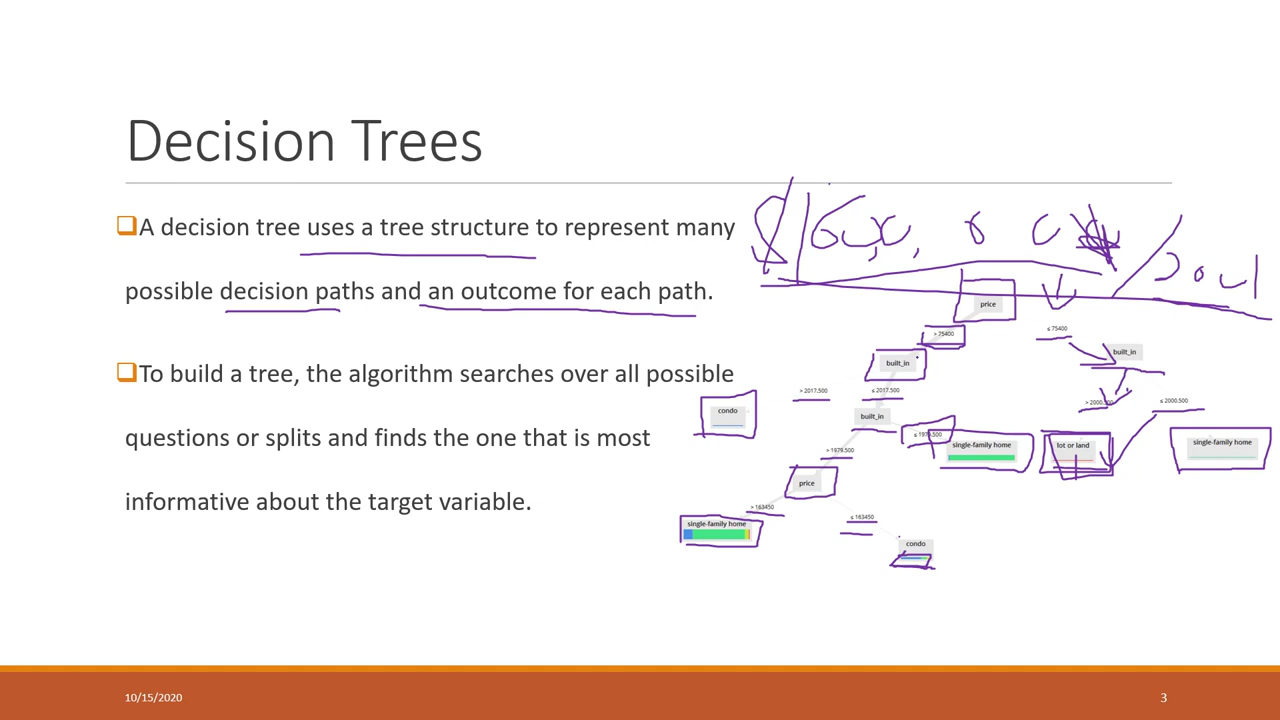 Decision Trees
A decision tree uses a tree structure to represent many
possible decision paths and an outcome for each path.
To build a tree, the algorithm searches over all possible
questions or splits and finds the one that is most
informative about the target variable.
price
> 75400
≤ 75400
built_in
built_in
> 2017.500
≤ 2017.500
> 2000.500
≤ 2000.500
condo
built_in
≤ 1979.500
> 1979.500
single-family home
lot or land
single-family home
price
> 163450
≤ 163450
single-family home
condo
10/15/2020
3